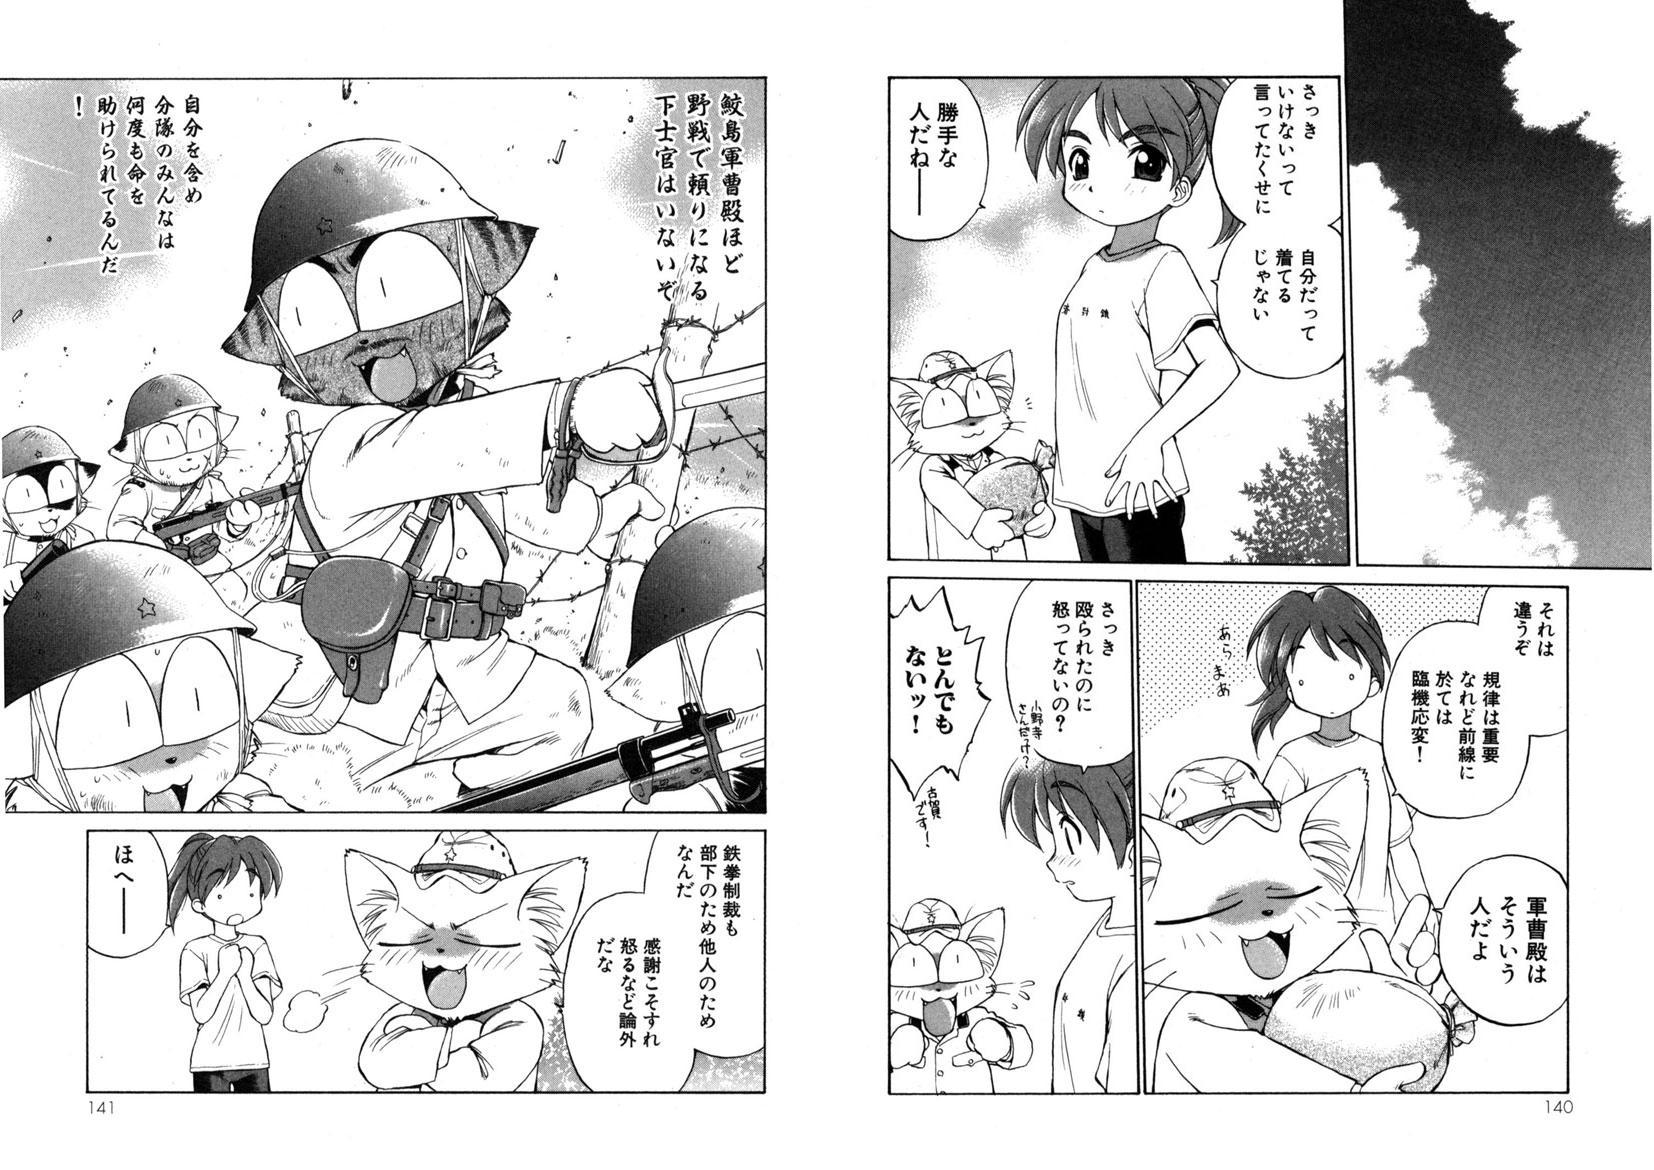 さっき
いけないって
言ってたくせに
自分だって
着てる
じゃない
勝手な
人だね――
それは
違うぞ
規律は重要
なれど前線に
於ては
臨機応変！
あらまぁ
軍曹殿は
そういう
人だよ
さっき
殴られたのに
怒ってないの？
小野寺
さんだっけ？
とんでも
ないッ！
古賀
です！
鮫島軍曹殿ほど
野戦で頼りになる
下士官はいないぞ
自分を含め
分隊のみんなは
何度も命を
助けられてるんだ
！
鉄拳制裁も
部下のため他人のため
なんだ
感謝こそすれ
怒るなど論外
だな
ほへ――
140
141